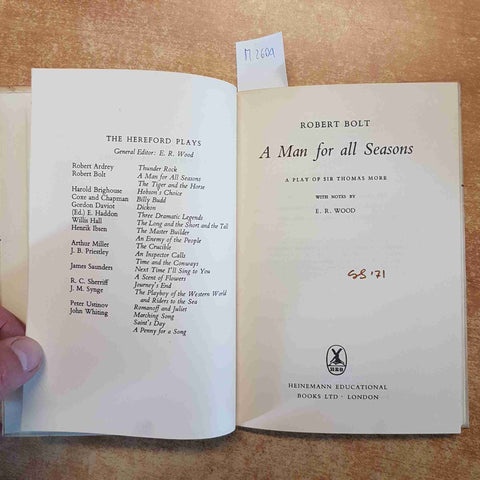 M.2609
THE HEREFORD PLAYS
General Editor: E. R. Wood
Robert Ardrey Thunder Rock
Robert Bolt A Man for All Seasons
The Tiger and the Horse
Harold Brighouse Hobson's Choice
Coxe and Chapman Billy Budd
Gordon Daviot Dickon
(Ed.) E. Haddon Three Dramatic Legends
Willis Hall The Long and the Short and the Tall
Henrik Ibsen The Master Builder
An Enemy of the People
Arthur Miller The Crucible
J. B. Priestley An Inspector Calls
Time and the Conways
James Saunders Next Time I'll Sing to You
A Scent of Flowers
R. C. Sherriff Journey's End
J. M. Synge The Playboy of the Western World
and Riders to the Sea
Peter Ustinov Romanoff and Juliet
John Whiting Marching Song
Saint's Day
A Penny for a Song
ROBERT BOLT
A Man for all Seasons
A PLAY OF SIR THOMAS MORE
WITH NOTES BY
E. R. WOOD
SS '71
HEB
HEINEMANN EDUCATIONAL
BOOKS LTD · LONDON